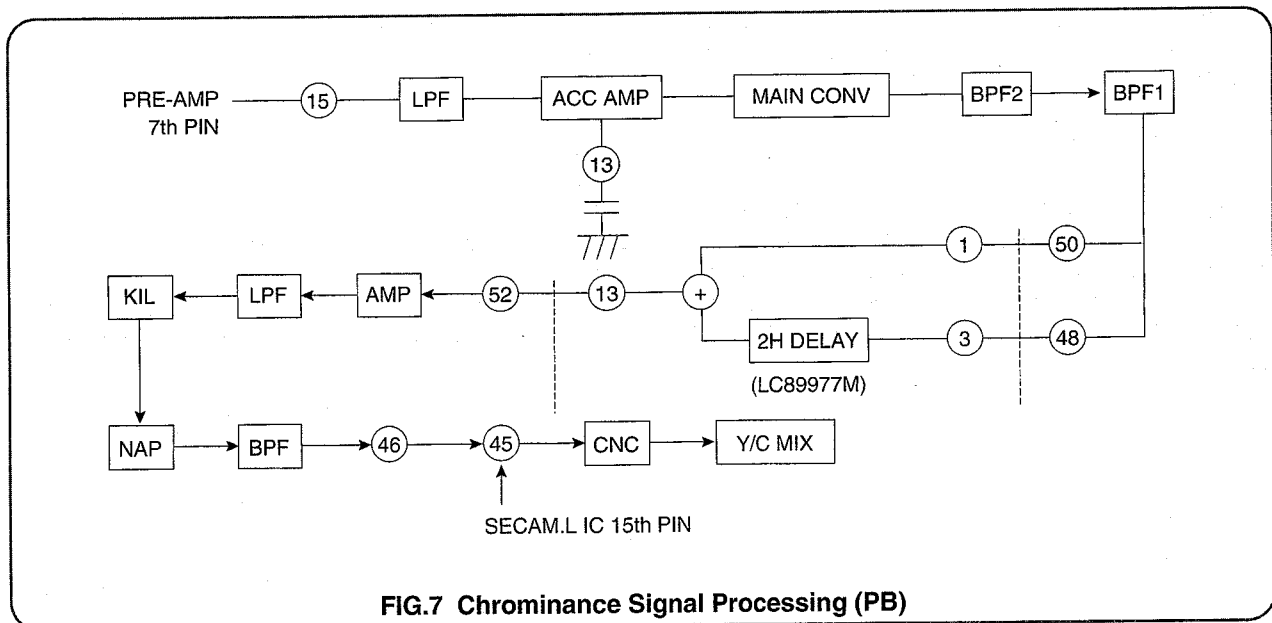 PRE-AMP
7th PIN
15
LPF
ACC AMP
MAIN CONV
BPF2
BPF1
13
1
50
KIL
LPF
AMP
52
13
+
2H DELAY
3
48
(LC89977M)
NAP
BPF
46
45
CNC
Y/C MIX
SECAM.L IC 15th PIN
FIG.7 Chrominance Signal Processing (PB)